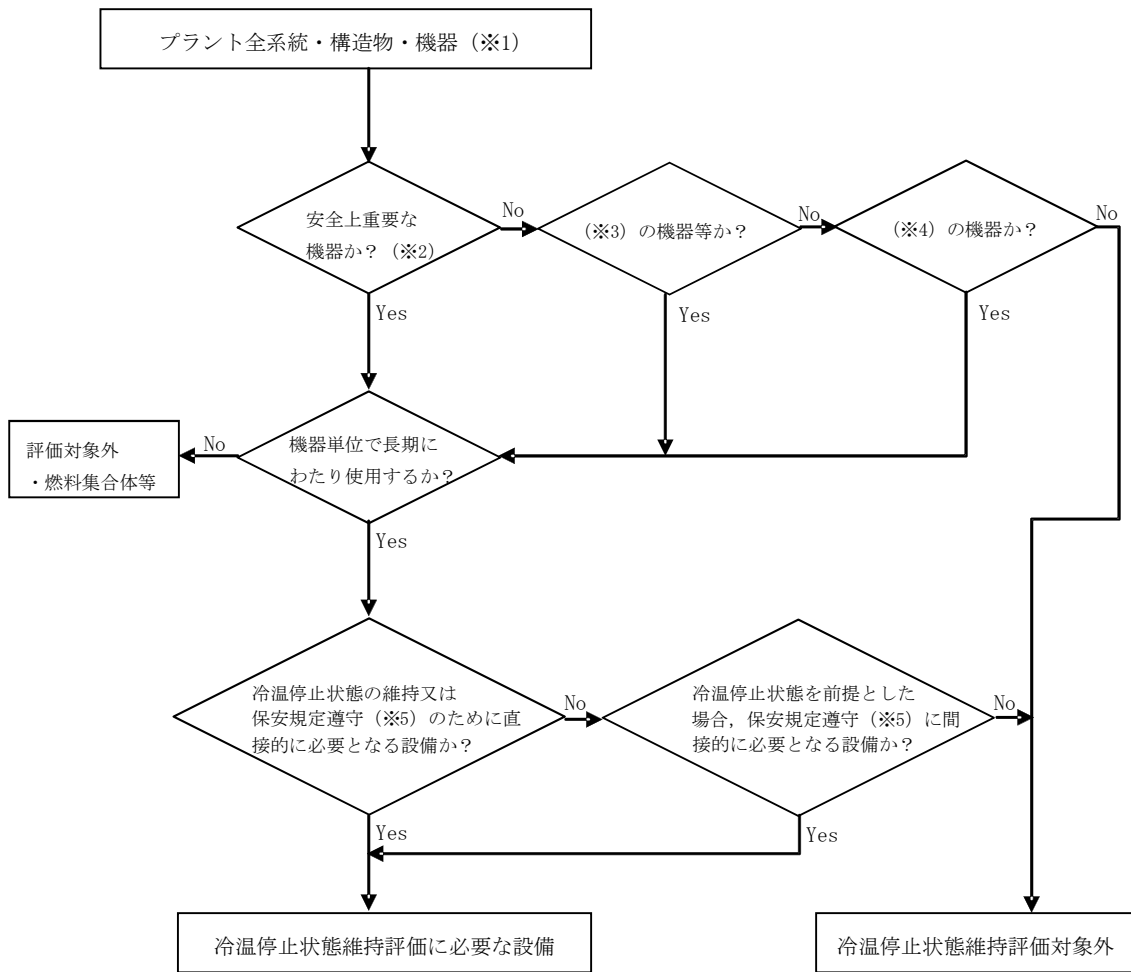 プラント全系統・構造物・機器（※1）
安全上重要な
機器か？（※2）
No
（※3）の機器等か？
No
（※4）の機器か？
No
Yes
Yes
Yes
評価対象外
・燃料集合体等
No
機器単位で長期に
わたり使用するか？
Yes
冷温停止状態の維持又は
保安規定遵守（※5）のために直
接的に必要となる設備か？
No
冷温停止状態を前提とした
場合，保安規定遵守（※5）に間
接的に必要となる設備か？
No
Yes
Yes
冷温停止状態維持評価に必要な設備
冷温停止状態維持評価対象外